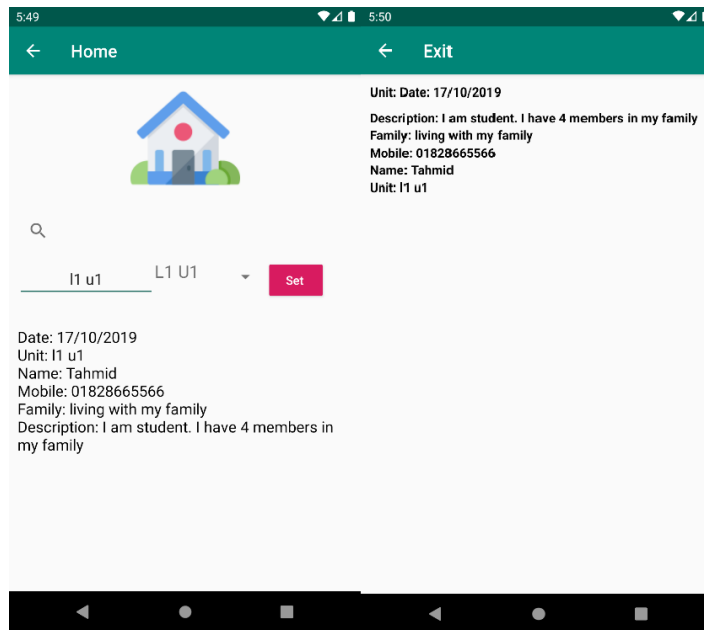 5:49
Home
l1 u1
L1 U1
Set
Date: 17/10/2019
Unit: l1 u1
Name: Tahmid
Mobile: 01828665566
Family: living with my family
Description: I am student. I have 4 members in
my family
5:50
Exit
Unit: Date: 17/10/2019
Description: I am student. I have 4 members in my family
Family: living with my family
Mobile: 01828665566
Name: Tahmid
Unit: l1 u1